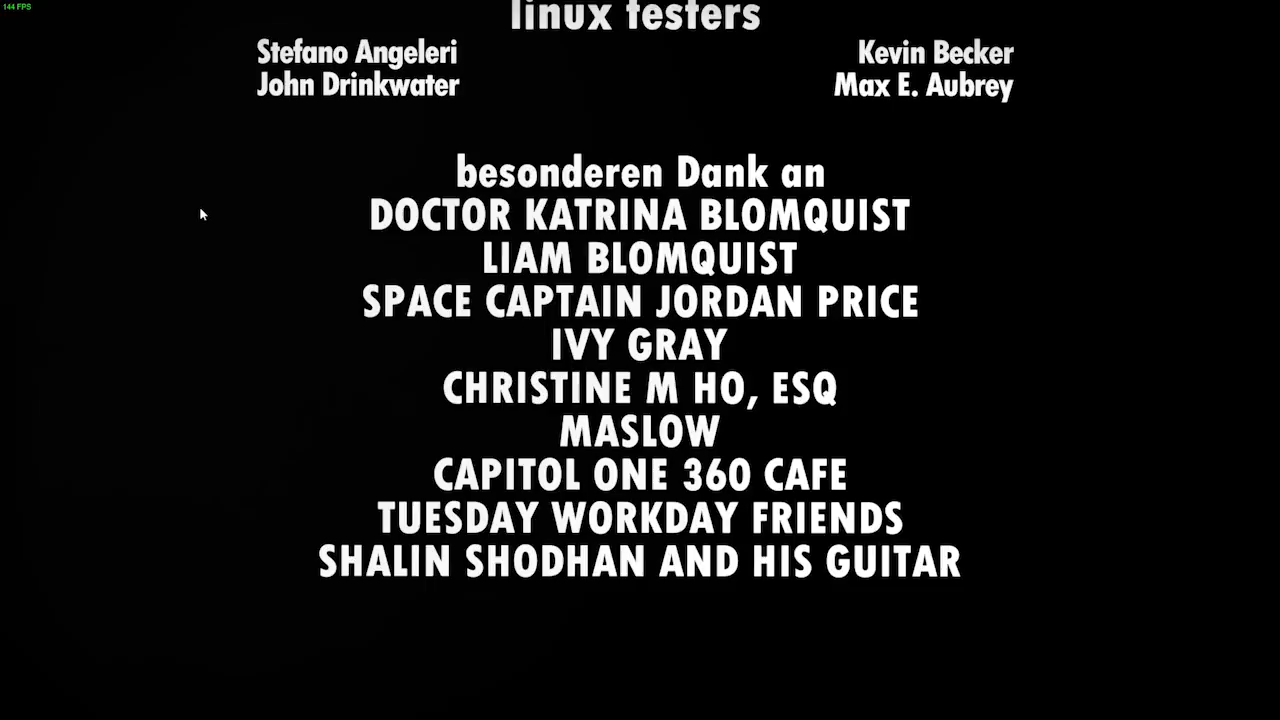 144 FPS
linux testers
Stefano Angeleri Kevin Becker
John Drinkwater Max E. Aubrey
besonderen Dank an
DOCTOR KATRINA BLOMQUIST
LIAM BLOMQUIST
SPACE CAPTAIN JORDAN PRICE
IVY GRAY
CHRISTINE M HO, ESQ
MASLOW
CAPITOL ONE 360 CAFE
TUESDAY WORKDAY FRIENDS
SHALIN SHODHAN AND HIS GUITAR